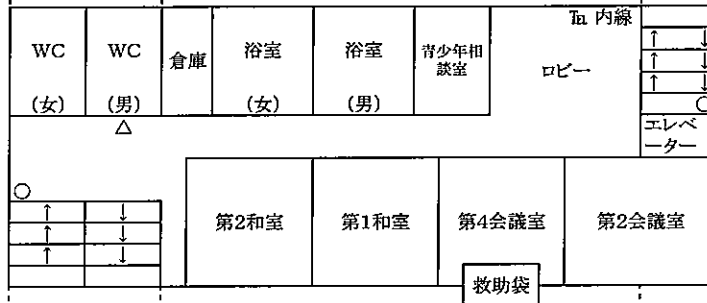 ℡ 内線
WC
(女)
WC
(男)
倉庫
浴室
(女)
浴室
(男)
青少年相
談室
ロビー
↑ ↓
↑ ↓
↑ ↓
○
△
エレベ
ーター
○
↑ ↓
↑ ↓
↑ ↓
第2和室
第1和室
第4会議室
第2会議室
救助袋